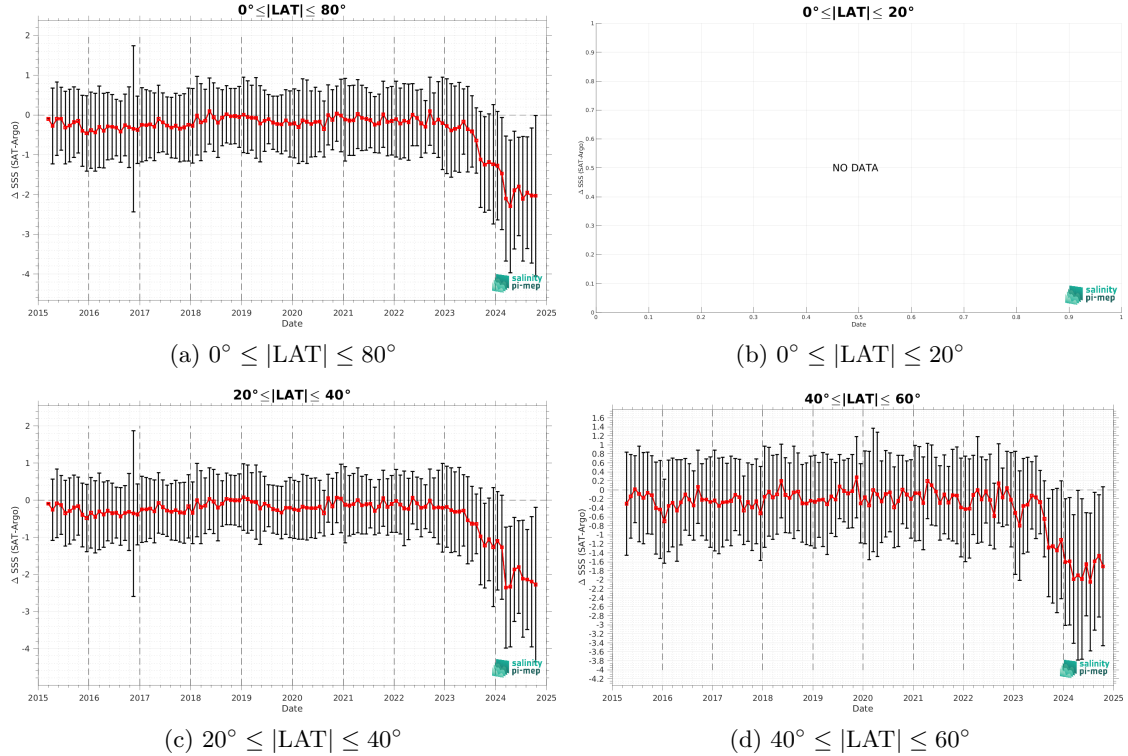 0°≤|LAT|≤ 80°
2
1
0
-1
-2
-3
-4
Δ SSS (SAT-Argo)
2015 2016 2017 2018 2019 2020 2021 2022 2023 2024 2025
Date
salinity
pi-mep
(a) 0° ≤ |LAT| ≤ 80°
0°≤|LAT|≤ 20°
1
0.9
0.8
0.7
0.6
0.5
0.4
0.3
0.2
0.1
0
Δ SSS (SAT-Argo)
NO DATA
0 0.1 0.2 0.3 0.4 0.5 0.6 0.7 0.8 0.9 1
Date
salinity
pi-mep
(b) 0° ≤ |LAT| ≤ 20°
20°≤|LAT|≤ 40°
2
1
0
-1
-2
-3
-4
Δ SSS (SAT-Argo)
2015 2016 2017 2018 2019 2020 2021 2022 2023 2024 2025
Date
salinity
pi-mep
(c) 20° ≤ |LAT| ≤ 40°
40°≤|LAT|≤ 60°
1.6
1.4
1.2
1
0.8
0.6
0.4
0.2
0
-0.2
-0.4
-0.6
-0.8
-1
-1.2
-1.4
-1.6
-1.8
-2
-2.2
-2.4
-2.6
-2.8
-3
-3.2
-3.4
-3.6
-3.8
-4
-4.2
Δ SSS (SAT-Argo)
2015 2016 2017 2018 2019 2020 2021 2022 2023 2024 2025
Date
salinity
pi-mep
(d) 40° ≤ |LAT| ≤ 60°